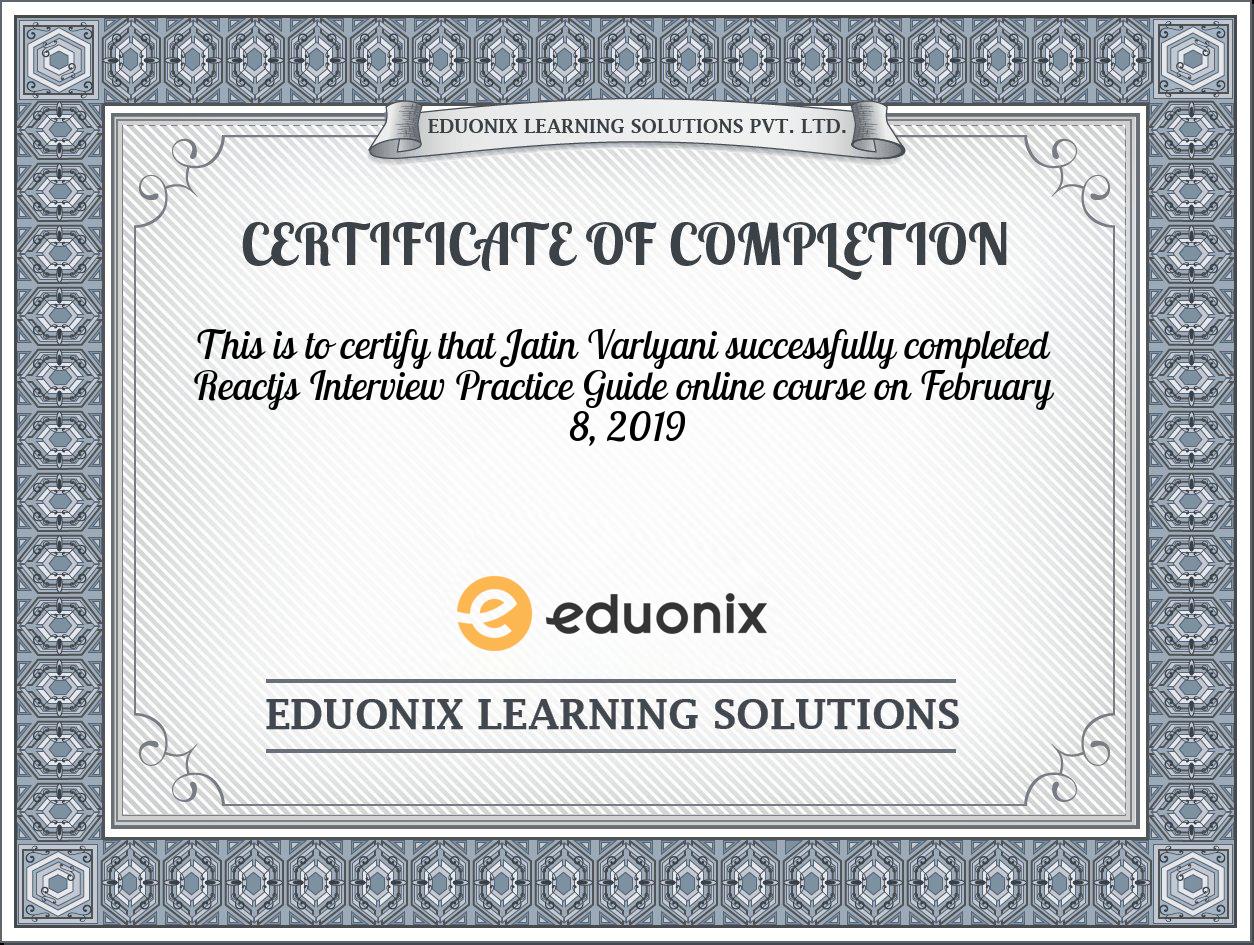 EDUONIX LEARNING SOLUTIONS PVT. LTD.
CERTIFICATE OF COMPLETION
This is to certify that Jatin Varlyani successfully completed
Reactjs Interview Practice Guide online course on February
8, 2019
eduonix
EDUONIX LEARNING SOLUTIONS